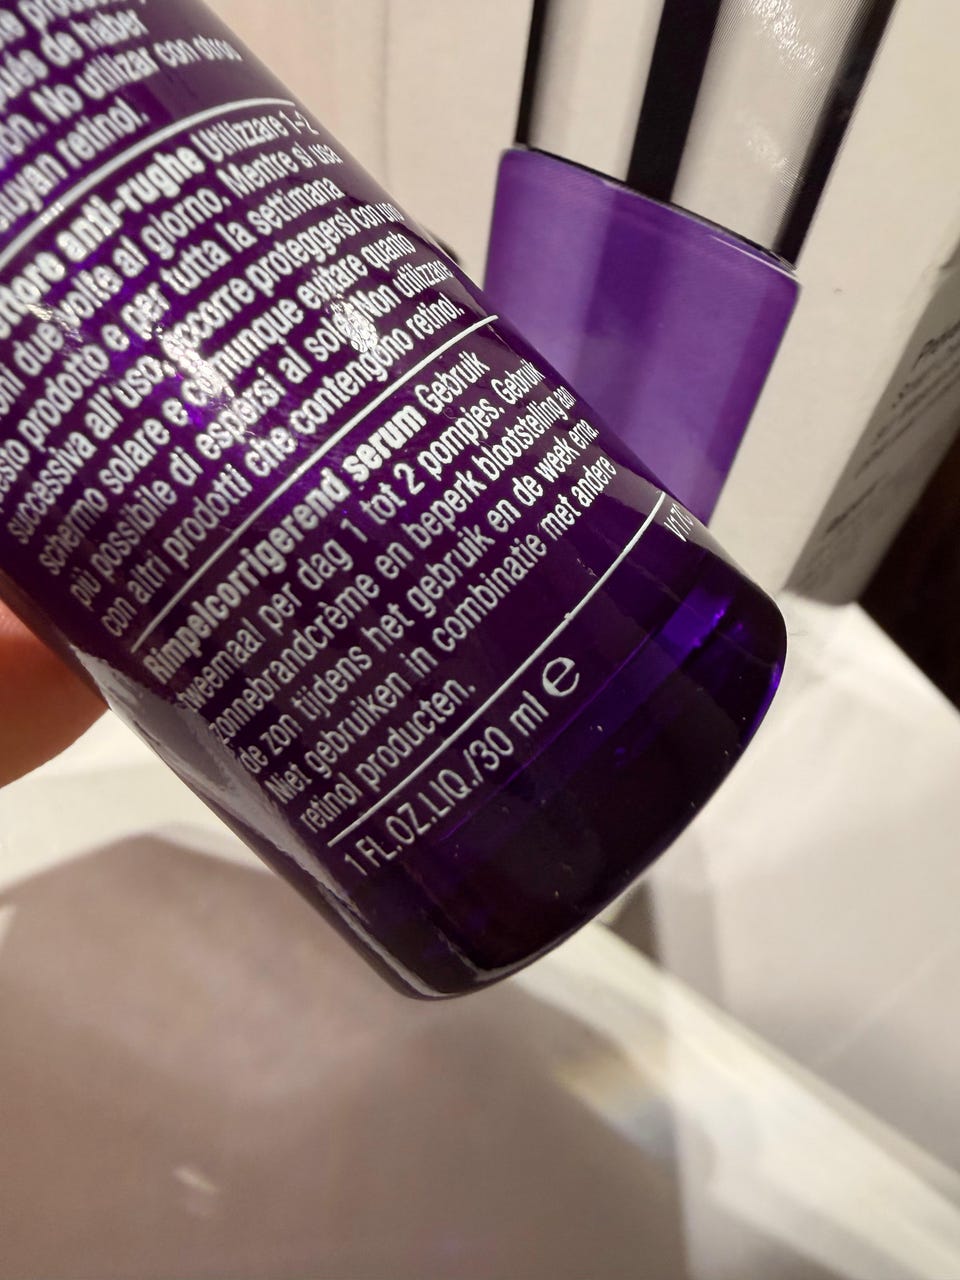 de haber
No utilizar con otros
retinol.
anti-rughe Utilizzare 1-2
due volte al giorno. Mentre si usa
prodotto e per tutta la settimana
successiva all'uso, occorre proteggersi con uno
schermo solare e comunque evitare quanto
più possibile di esporsi al sole. Non utilizzare
con altri prodotti che contengono retinol.
Rimpelcorrigerend serum Gebruik
tweemaal per dag 1 tot 2 pompjes. Gebruik
zonnebrandcrème en beperk blootstelling aan
de zon tijdens het gebruik en de week erna.
Niet gebruiken in combinatie met andere
retinol producten.
1 FL.OZ.LIQ./30 ml ℮